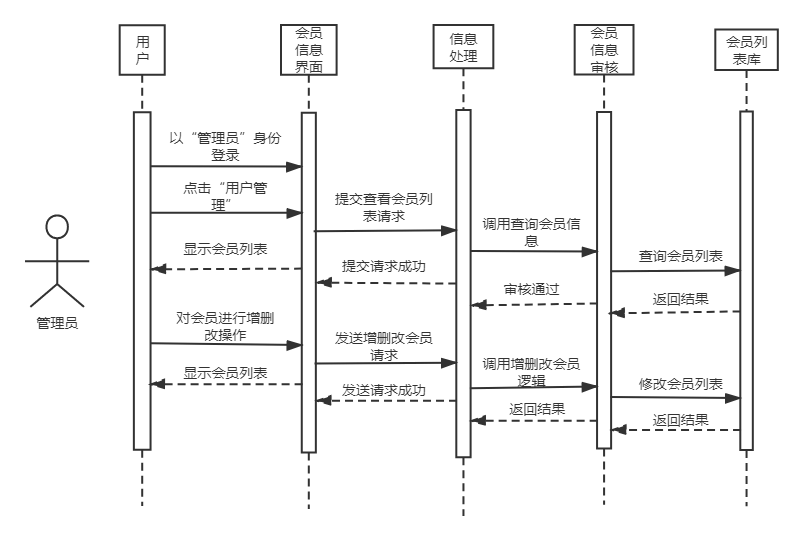 用
户
会员
信息
界面
信息
处理
会员
信息
审核
会员列
表库
以“管理员”身份
登录
点击“用户管
理”
提交查看会员列
表请求
调用查询会员信
息
查询会员列表
显示会员列表
提交请求成功
审核通过
返回结果
管理员
对会员进行增删
改操作
发送增删改会员
请求
调用增删改会员
逻辑
修改会员列表
显示会员列表
发送请求成功
返回结果
返回结果